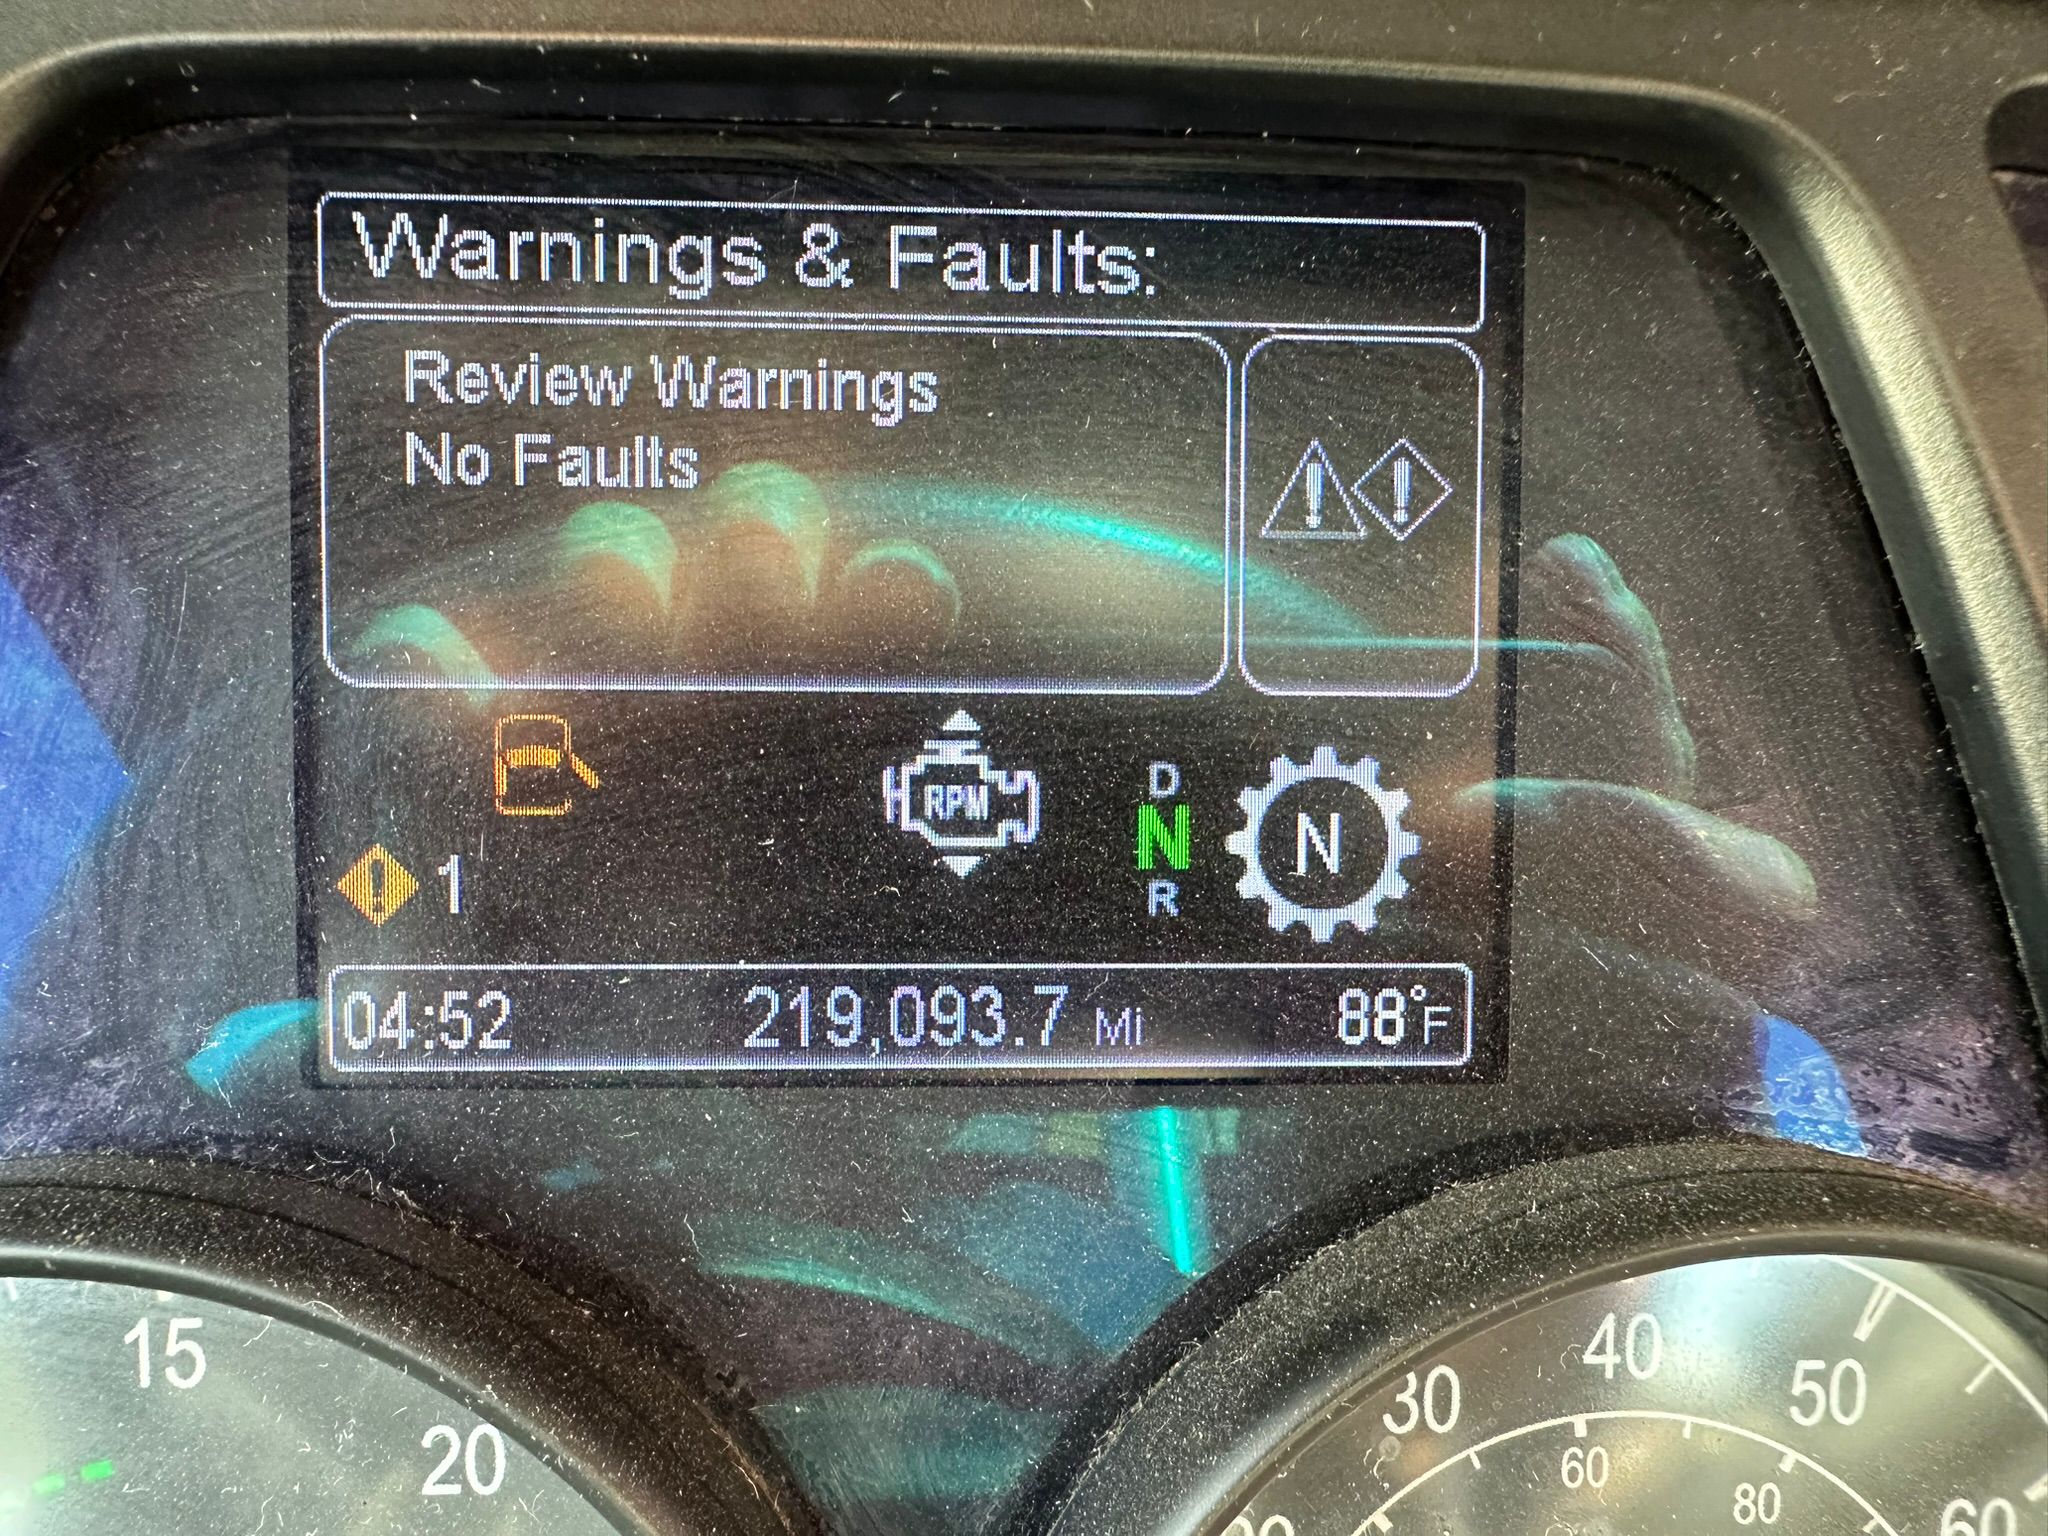 Warnings & Faults:
Review Warnings
No Faults
RPM
D
N
R
N
1
04:52 219,093.7 Mi 88°F
15
20
30
40
50
60
60
80